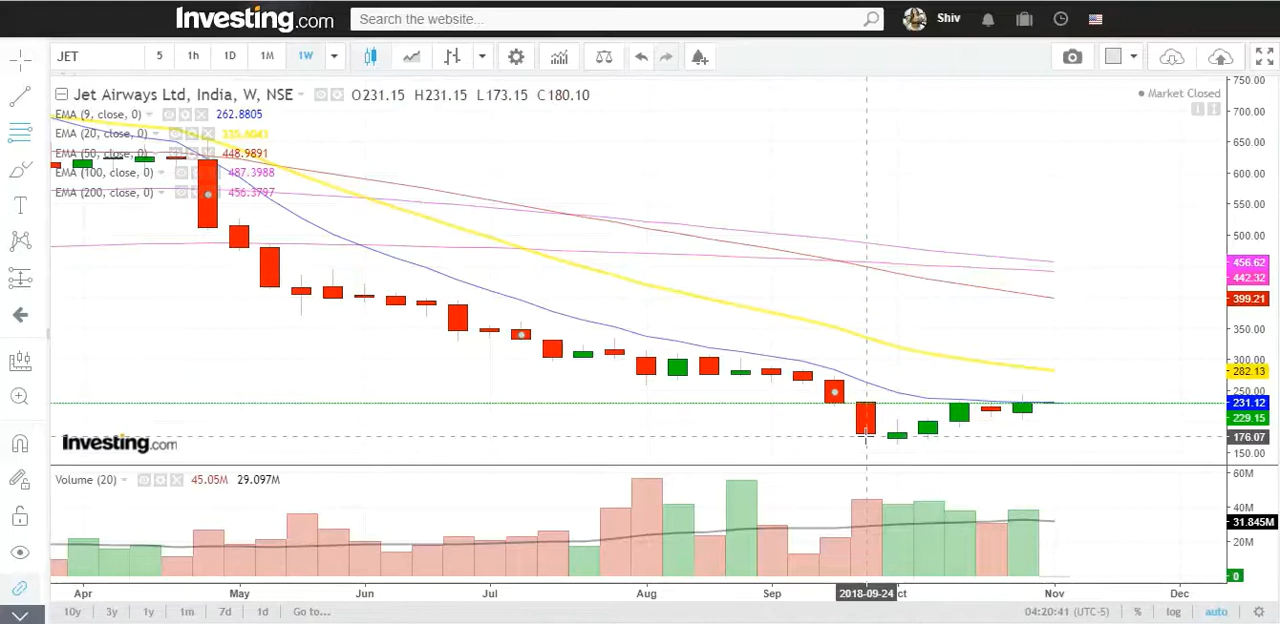 Investing.com Search the website... Shiv
JET 5 1h 1D 1M 1W
Jet Airways Ltd, India, W, NSE O231.15 H231.15 L173.15 C180.10
Market Closed
EMA (9, close, 0) 262.8805
EMA (20, close, 0)
EMA (50, close, 0) 448.9891
EMA (100, close, 0) 487.3988
EMA (200, close, 0) 456.3797
750.00
700.00
650.00
600.00
550.00
500.00
456.62
442.32
399.21
350.00
300.00
282.13
250.00
231.12
229.15
176.07
150.00
Investing.com
Volume (20) 45.05M 29.097M
60M
40M
31.845M
20M
0
Apr May Jun Jul Aug Sep 2018-09-24 ct Nov Dec
10y 3y 1y 1m 7d 1d Go to... 04:20:41 (UTC-5) % log auto